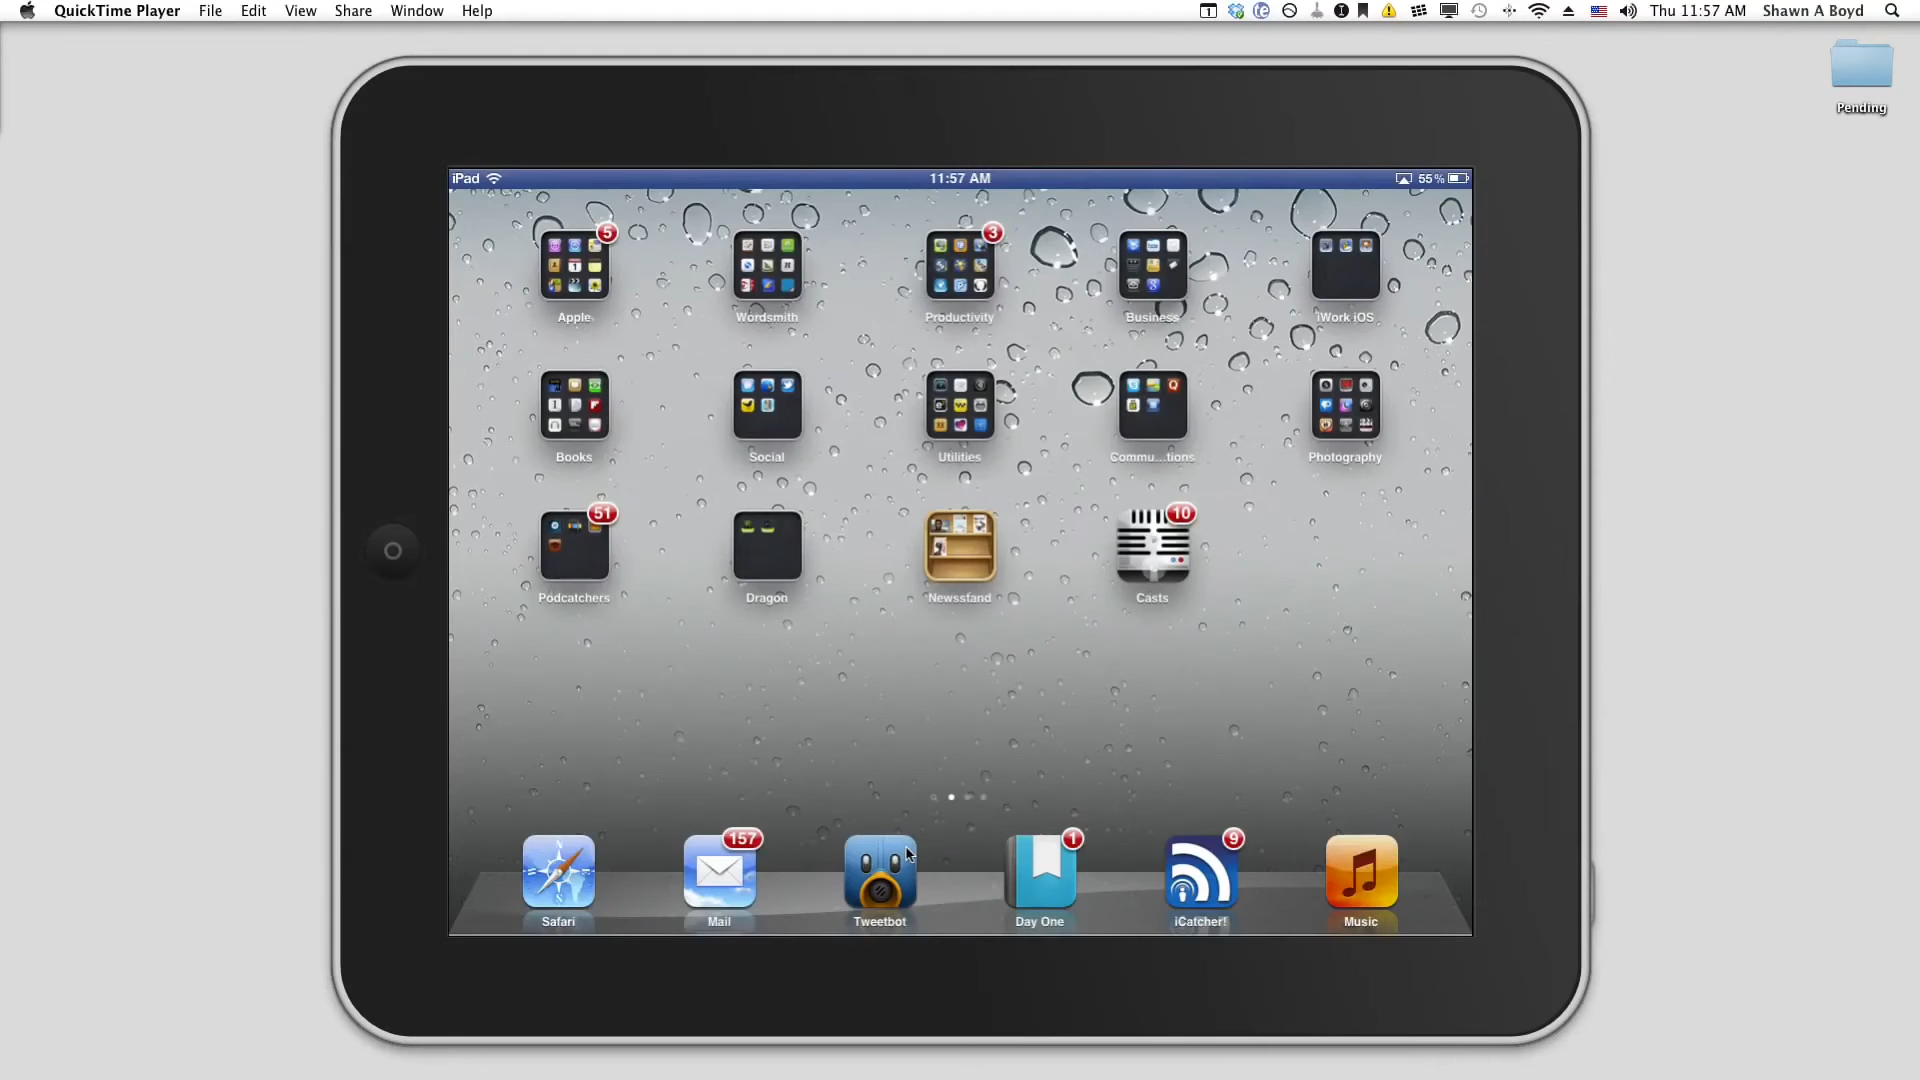 QuickTime Player File Edit View Share Window Help Thu 11:57 AM Shawn A Boyd
Pending
iPad 11:57 AM 55%
5 3
Apple Wordsmith Productivity Business iWork iOS
Books Social Utilities Commu...tions Photography
51 10
Podcatchers Dragon Newsstand Casts
157 1 9
Safari Mail Tweetbot Day One iCatcher! Music